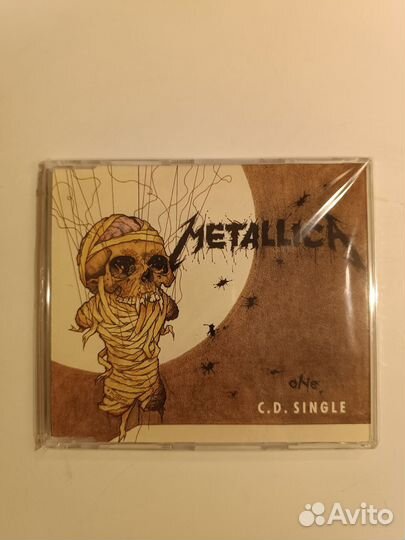 METALLICA
one
C.D. SINGLE
Avito